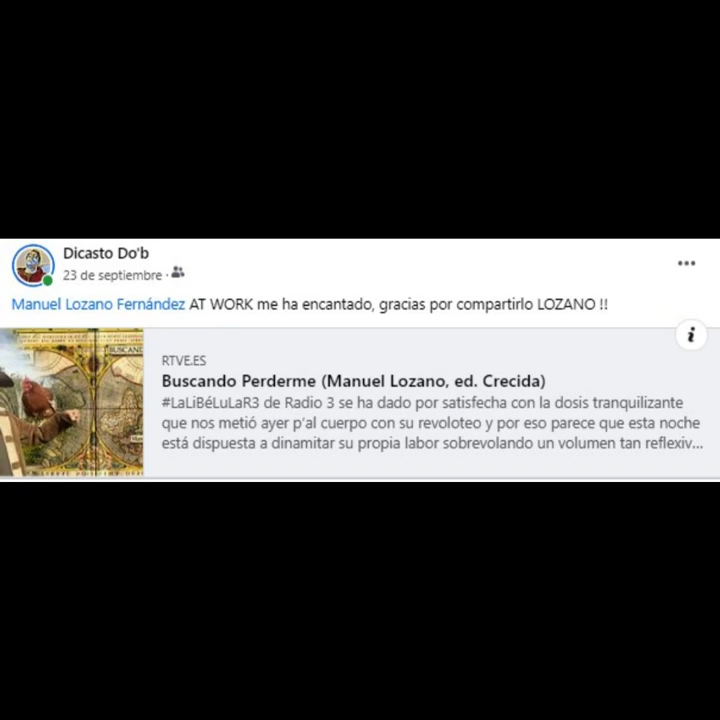 Dicasto Do'b
23 de septiembre ·
Manuel Lozano Fernández AT WORK me ha encantado, gracias por compartirlo LOZANO !!
RTVE.ES
Buscando Perderme (Manuel Lozano, ed. Crecida)
#LaLiBéLuLaR3 de Radio 3 se ha dado por satisfecha con la dosis tranquilizante
que nos metió ayer p'al cuerpo con su revoloteo y por eso parece que esta noche
está dispuesta a dinamitar su propia labor sobrevolando un volumen tan reflexiv...
BUSCAND